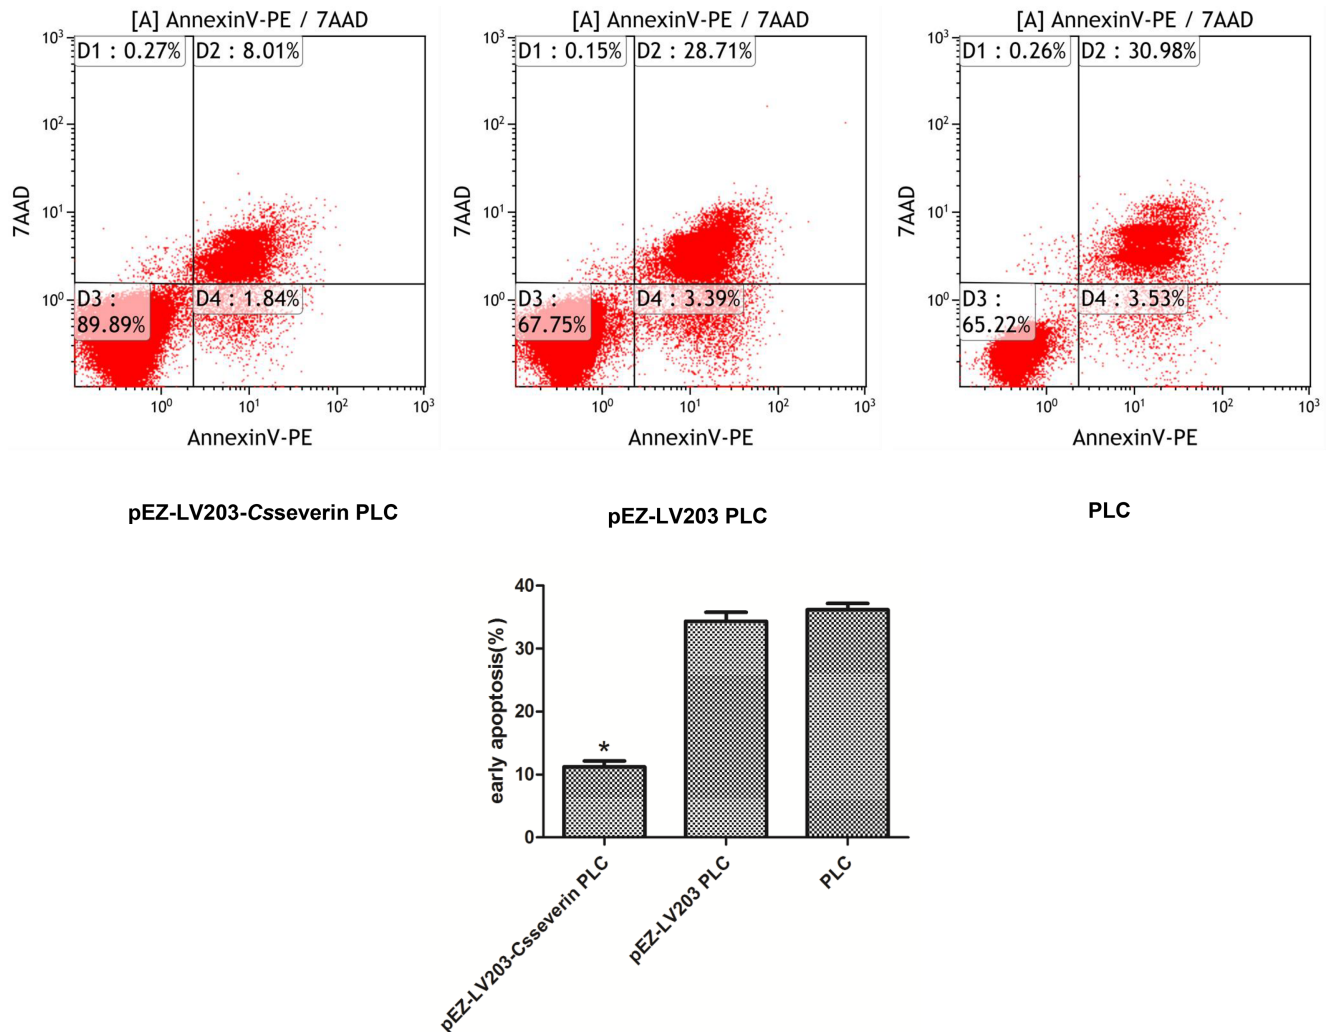 [A] AnnexinV-PE / 7AAD
D1 : 0.27%
D2 : 8.01%
D3 :
89.89%
D4 : 1.84%
10³
10²
10¹
10⁰
7AAD
10⁰ 10¹ 10² 10³
AnnexinV-PE
pEZ-LV203-Csseverin PLC
[A] AnnexinV-PE / 7AAD
D1 : 0.15%
D2 : 28.71%
D3 :
67.75%
D4 : 3.39%
10³
10²
10¹
10⁰
7AAD
10⁰ 10¹ 10² 10³
AnnexinV-PE
pEZ-LV203 PLC
[A] AnnexinV-PE / 7AAD
D1 : 0.26%
D2 : 30.98%
D3 :
65.22%
D4 : 3.53%
10³
10²
10¹
10⁰
7AAD
10⁰ 10¹ 10² 10³
AnnexinV-PE
PLC
early apoptosis(%)
40
30
20
10
0
*
pEZ-LV203-Csseverin PLC
pEZ-LV203 PLC
PLC